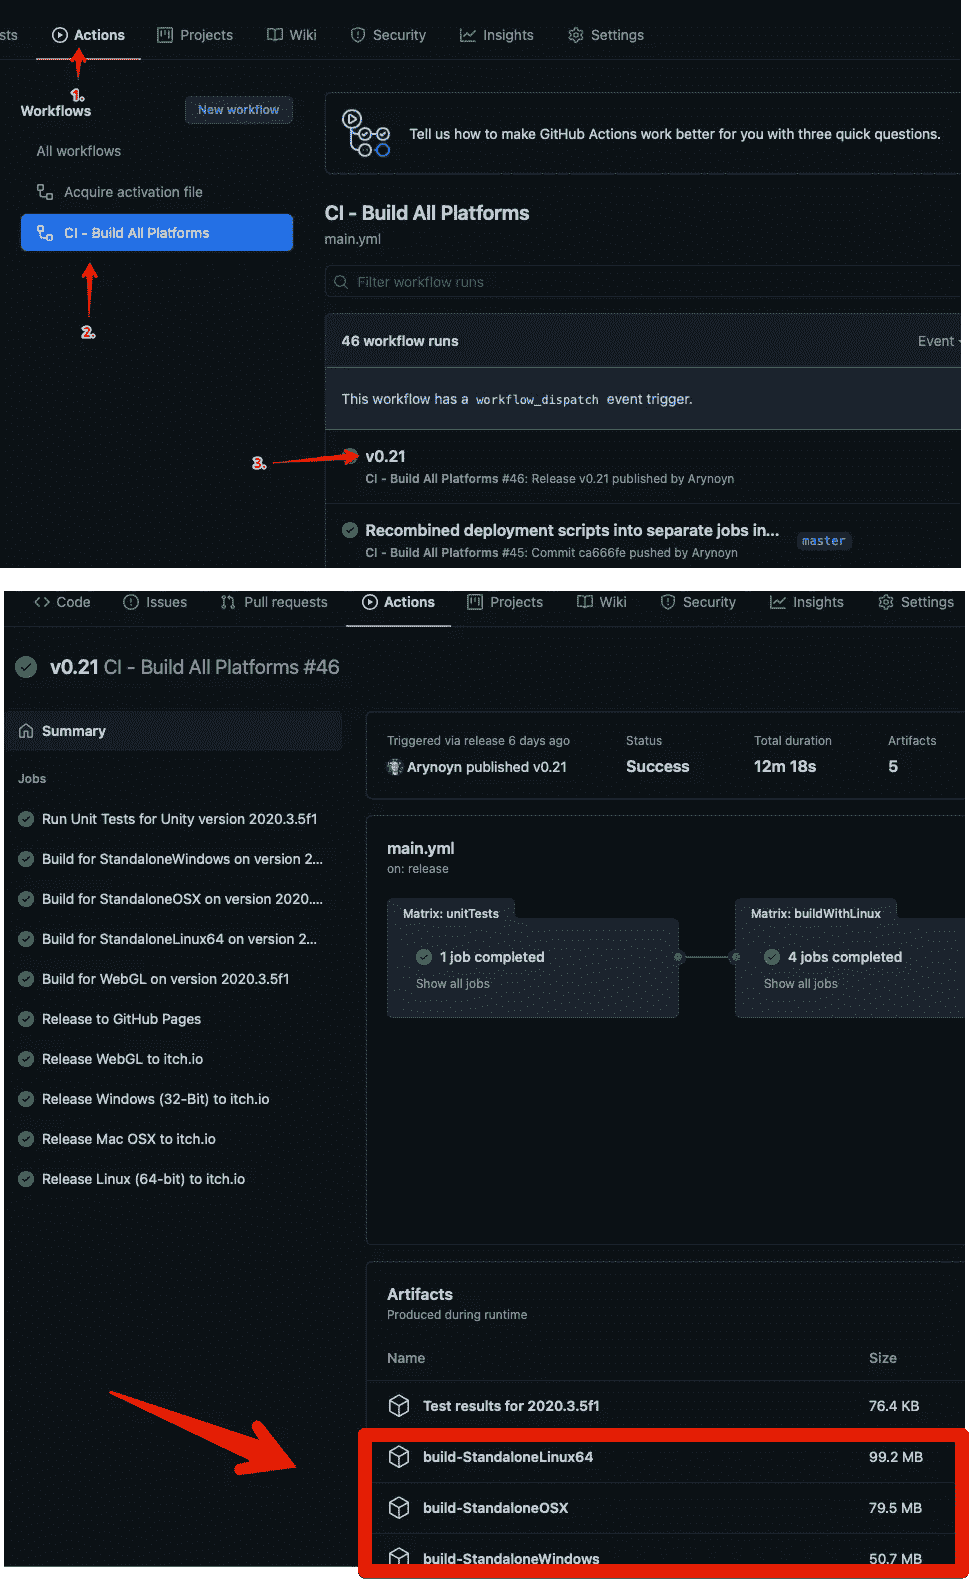 sts Actions Projects Wiki Security Insights Settings
1.
Workflows New workflow
All workflows
Acquire activation file
CI - Build All Platforms
2.
Tell us how to make GitHub Actions work better for you with three quick questions.
CI - Build All Platforms
main.yml
Filter workflow runs
46 workflow runs Event
This workflow has a workflow_dispatch event trigger.
3.
v0.21
CI - Build All Platforms #46: Release v0.21 published by Arynoyn
Recombined deployment scripts into separate jobs in... master
CI - Build All Platforms #45: Commit ca666fe pushed by Arynoyn
Code Issues Pull requests Actions Projects Wiki Security Insights Settings
v0.21 CI - Build All Platforms #46
Summary
Jobs
Run Unit Tests for Unity version 2020.3.5f1
Build for StandaloneWindows on version 2...
Build for StandaloneOSX on version 2020....
Build for StandaloneLinux64 on version 2...
Build for WebGL on version 2020.3.5f1
Release to GitHub Pages
Release WebGL to itch.io
Release Windows (32-Bit) to itch.io
Release Mac OSX to itch.io
Release Linux (64-bit) to itch.io
Triggered via release 6 days ago Status Total duration Artifacts
Arynoyn published v0.21 Success 12m 18s 5
main.yml
on: release
Matrix: unitTests Matrix: buildWithLinux
1 job completed 4 jobs completed
Show all jobs Show all jobs
Artifacts
Produced during runtime
Name Size
Test results for 2020.3.5f1 76.4 KB
build-StandaloneLinux64 99.2 MB
build-StandaloneOSX 79.5 MB
build-StandaloneWindows 50.7 MB